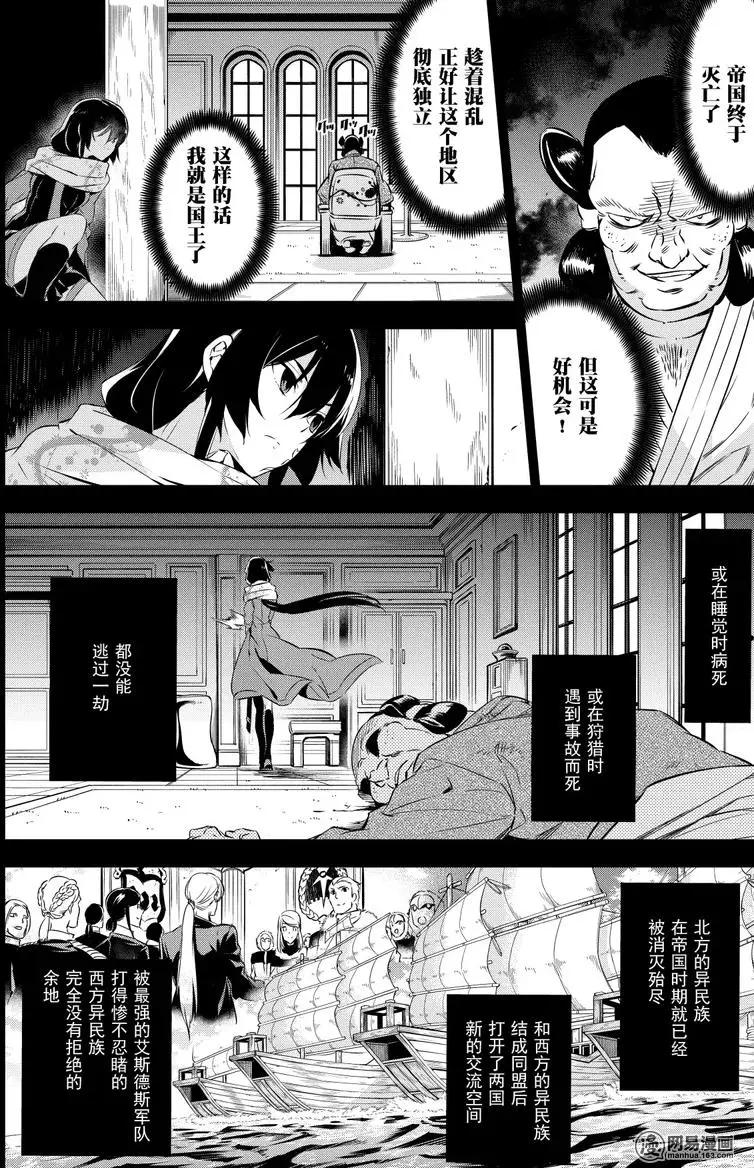 帝国终于
灭亡了
但这可是
好机会！
趁着混乱
正好让这个地区
彻底独立
这样的话
我就是国王了
グッ
グッ
グッ
或在睡觉时病死
或在狩猎时
遇到事故而死
都没能
逃过一劫
北方的异民族
在帝国时期就已经
被消灭殆尽
和西方的异民族
结成同盟后
打开了两国
新的交流空间
被最强的艾斯德斯军队
打得惨不忍睹的
西方异民族
完全没有拒绝的
余地
漫 网易漫画
manhua.163.com